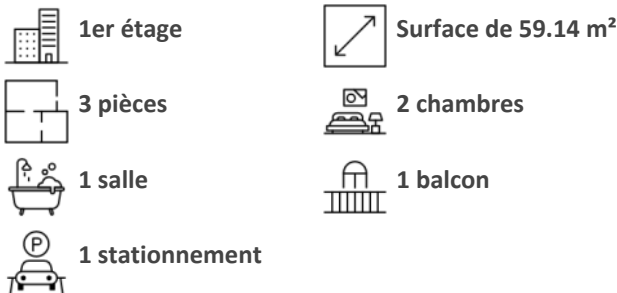 1er étage
Surface de 59.14 m²
3 pièces
2 chambres
1 salle
1 balcon
P
1 stationnement